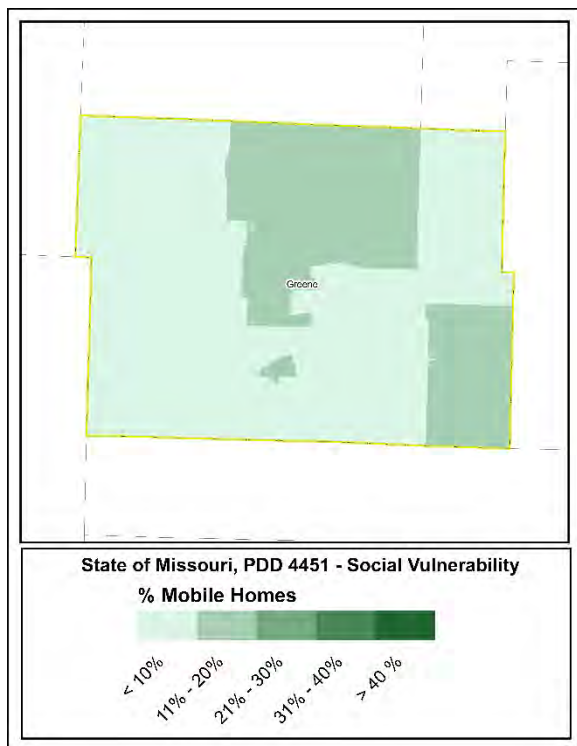 Greene
State of Missouri, PDD 4451 - Social Vulnerability
% Mobile Homes
< 10%
11% - 20%
21% - 30%
31% - 40%
> 40 %